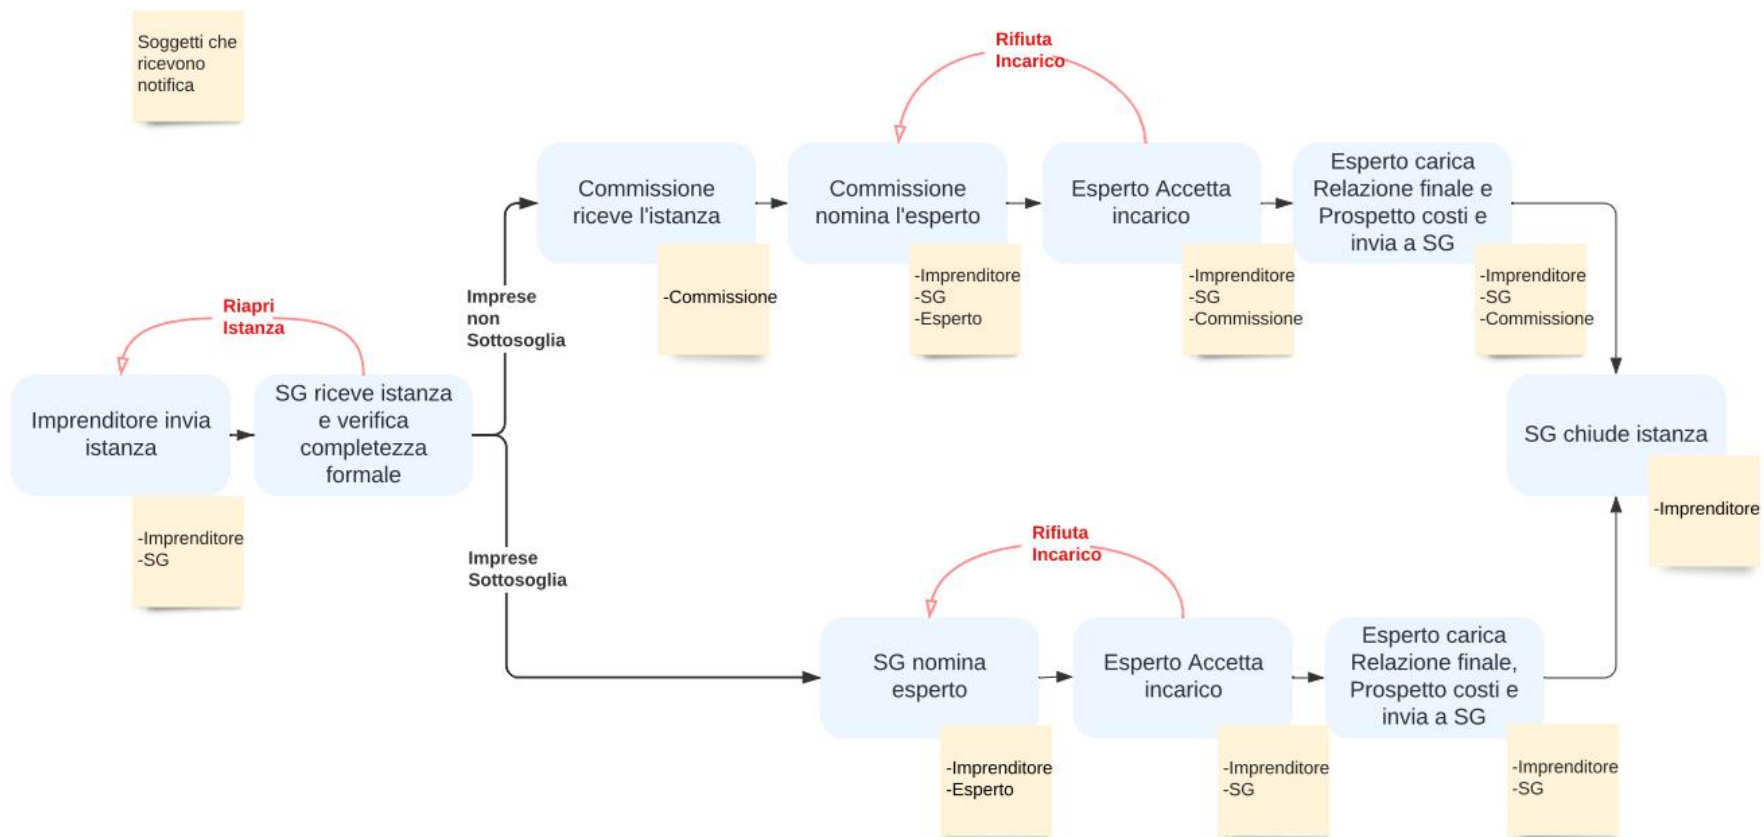 Soggetti che
ricevono
notifica
Rifiuta
Incarico
Commissione
riceve l'istanza
Commissione
nomina l'esperto
Esperto Accetta
incarico
Esperto carica
Relazione finale e
Prospetto costi e
invia a SG
-Commissione
-Imprenditore
-SG
-Esperto
-Imprenditore
-SG
-Commissione
-Imprenditore
-SG
-Commissione
Imprese
non
Sottosoglia
Riapri
Istanza
Imprenditore invia
istanza
SG riceve istanza
e verifica
completezza
formale
SG chiude istanza
-Imprenditore
-Imprenditore
-SG
Imprese
Sottosoglia
Rifiuta
Incarico
SG nomina
esperto
Esperto Accetta
incarico
Esperto carica
Relazione finale,
Prospetto costi e
invia a SG
-Imprenditore
-Esperto
-Imprenditore
-SG
-Imprenditore
-SG